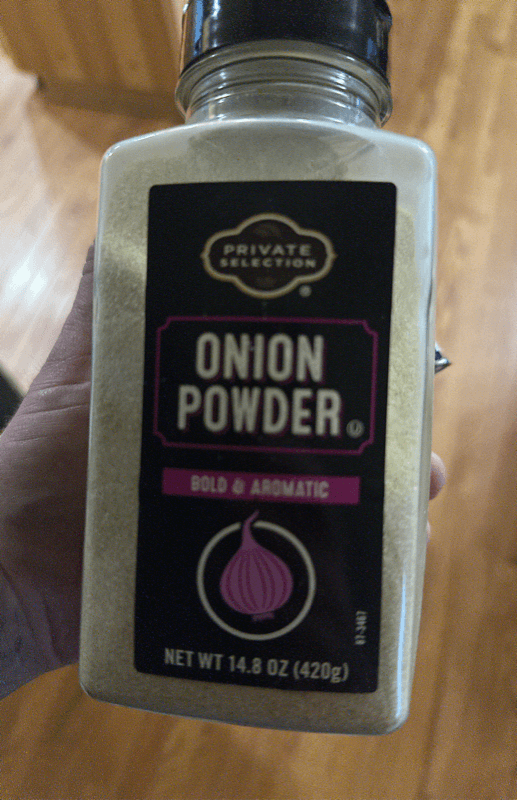 PRIVATE
SELECTION
®
ONION
POWDER
U
BOLD & AROMATIC
NET WT 14.8 OZ (420g)